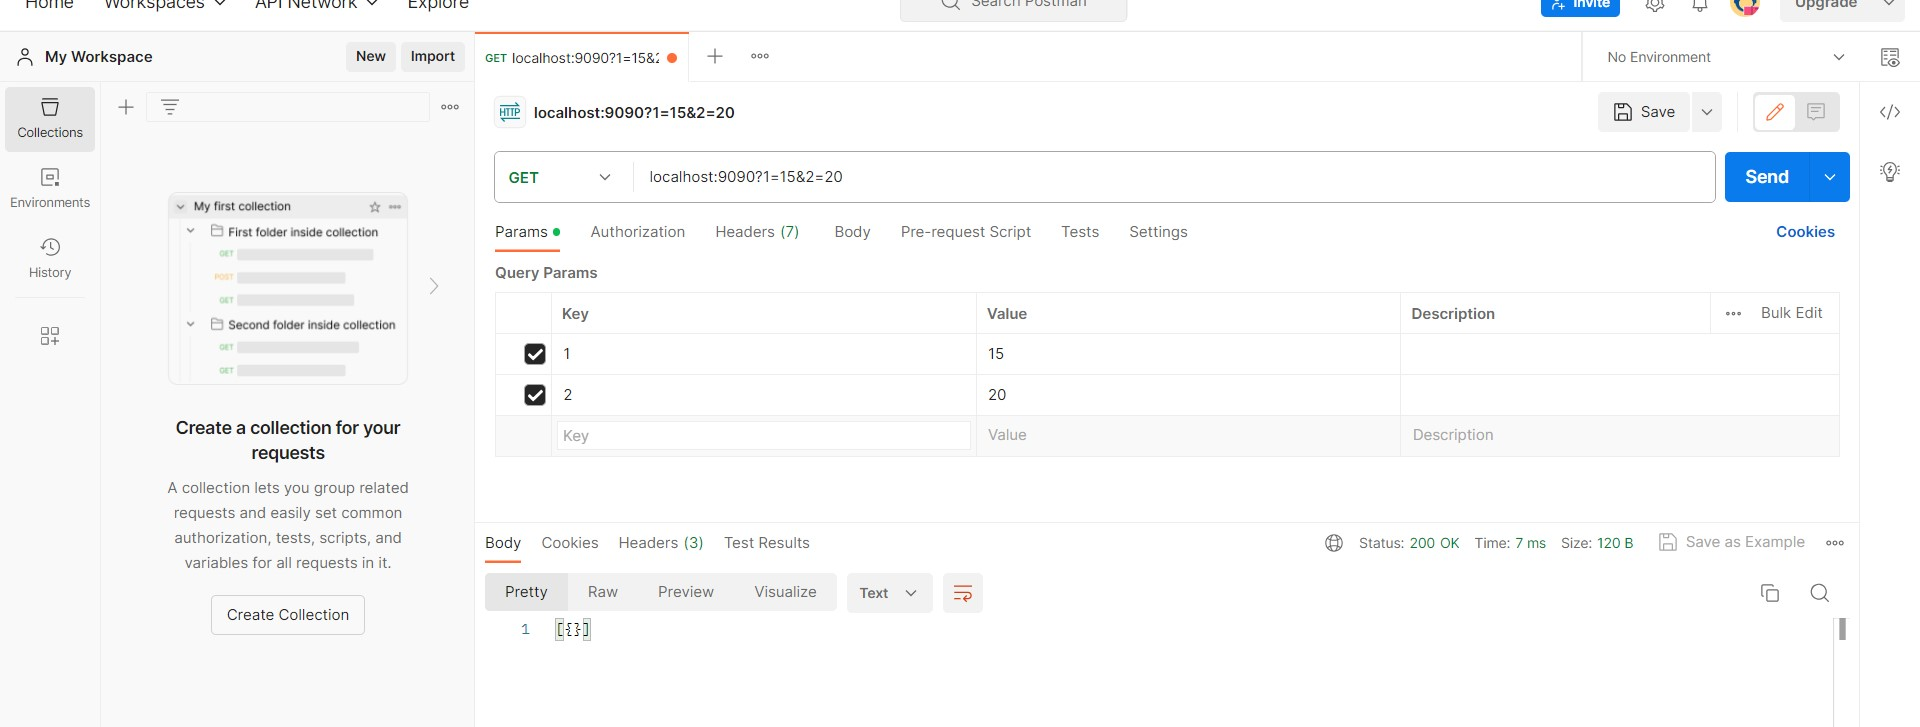 Home Workspaces API Network Explore Search Postman Invite Upgrade
My Workspace New Import
GET localhost:9090?1=15&2 No Environment
Collections
Environments
History
My first collection
First folder inside collection
GET
POST
GET
Second folder inside collection
GET
GET
Create a collection for your
requests
A collection lets you group related
requests and easily set common
authorization, tests, scripts, and
variables for all requests in it.
Create Collection
HTTP localhost:9090?1=15&2=20 Save
GET localhost:9090?1=15&2=20 Send
Params Authorization Headers (7) Body Pre-request Script Tests Settings Cookies
Query Params
Key Value Description Bulk Edit
1 15
2 20
Key Value Description
Body Cookies Headers (3) Test Results Status: 200 OK Time: 7 ms Size: 120 B Save as Example
Pretty Raw Preview Visualize Text
1 [{}]